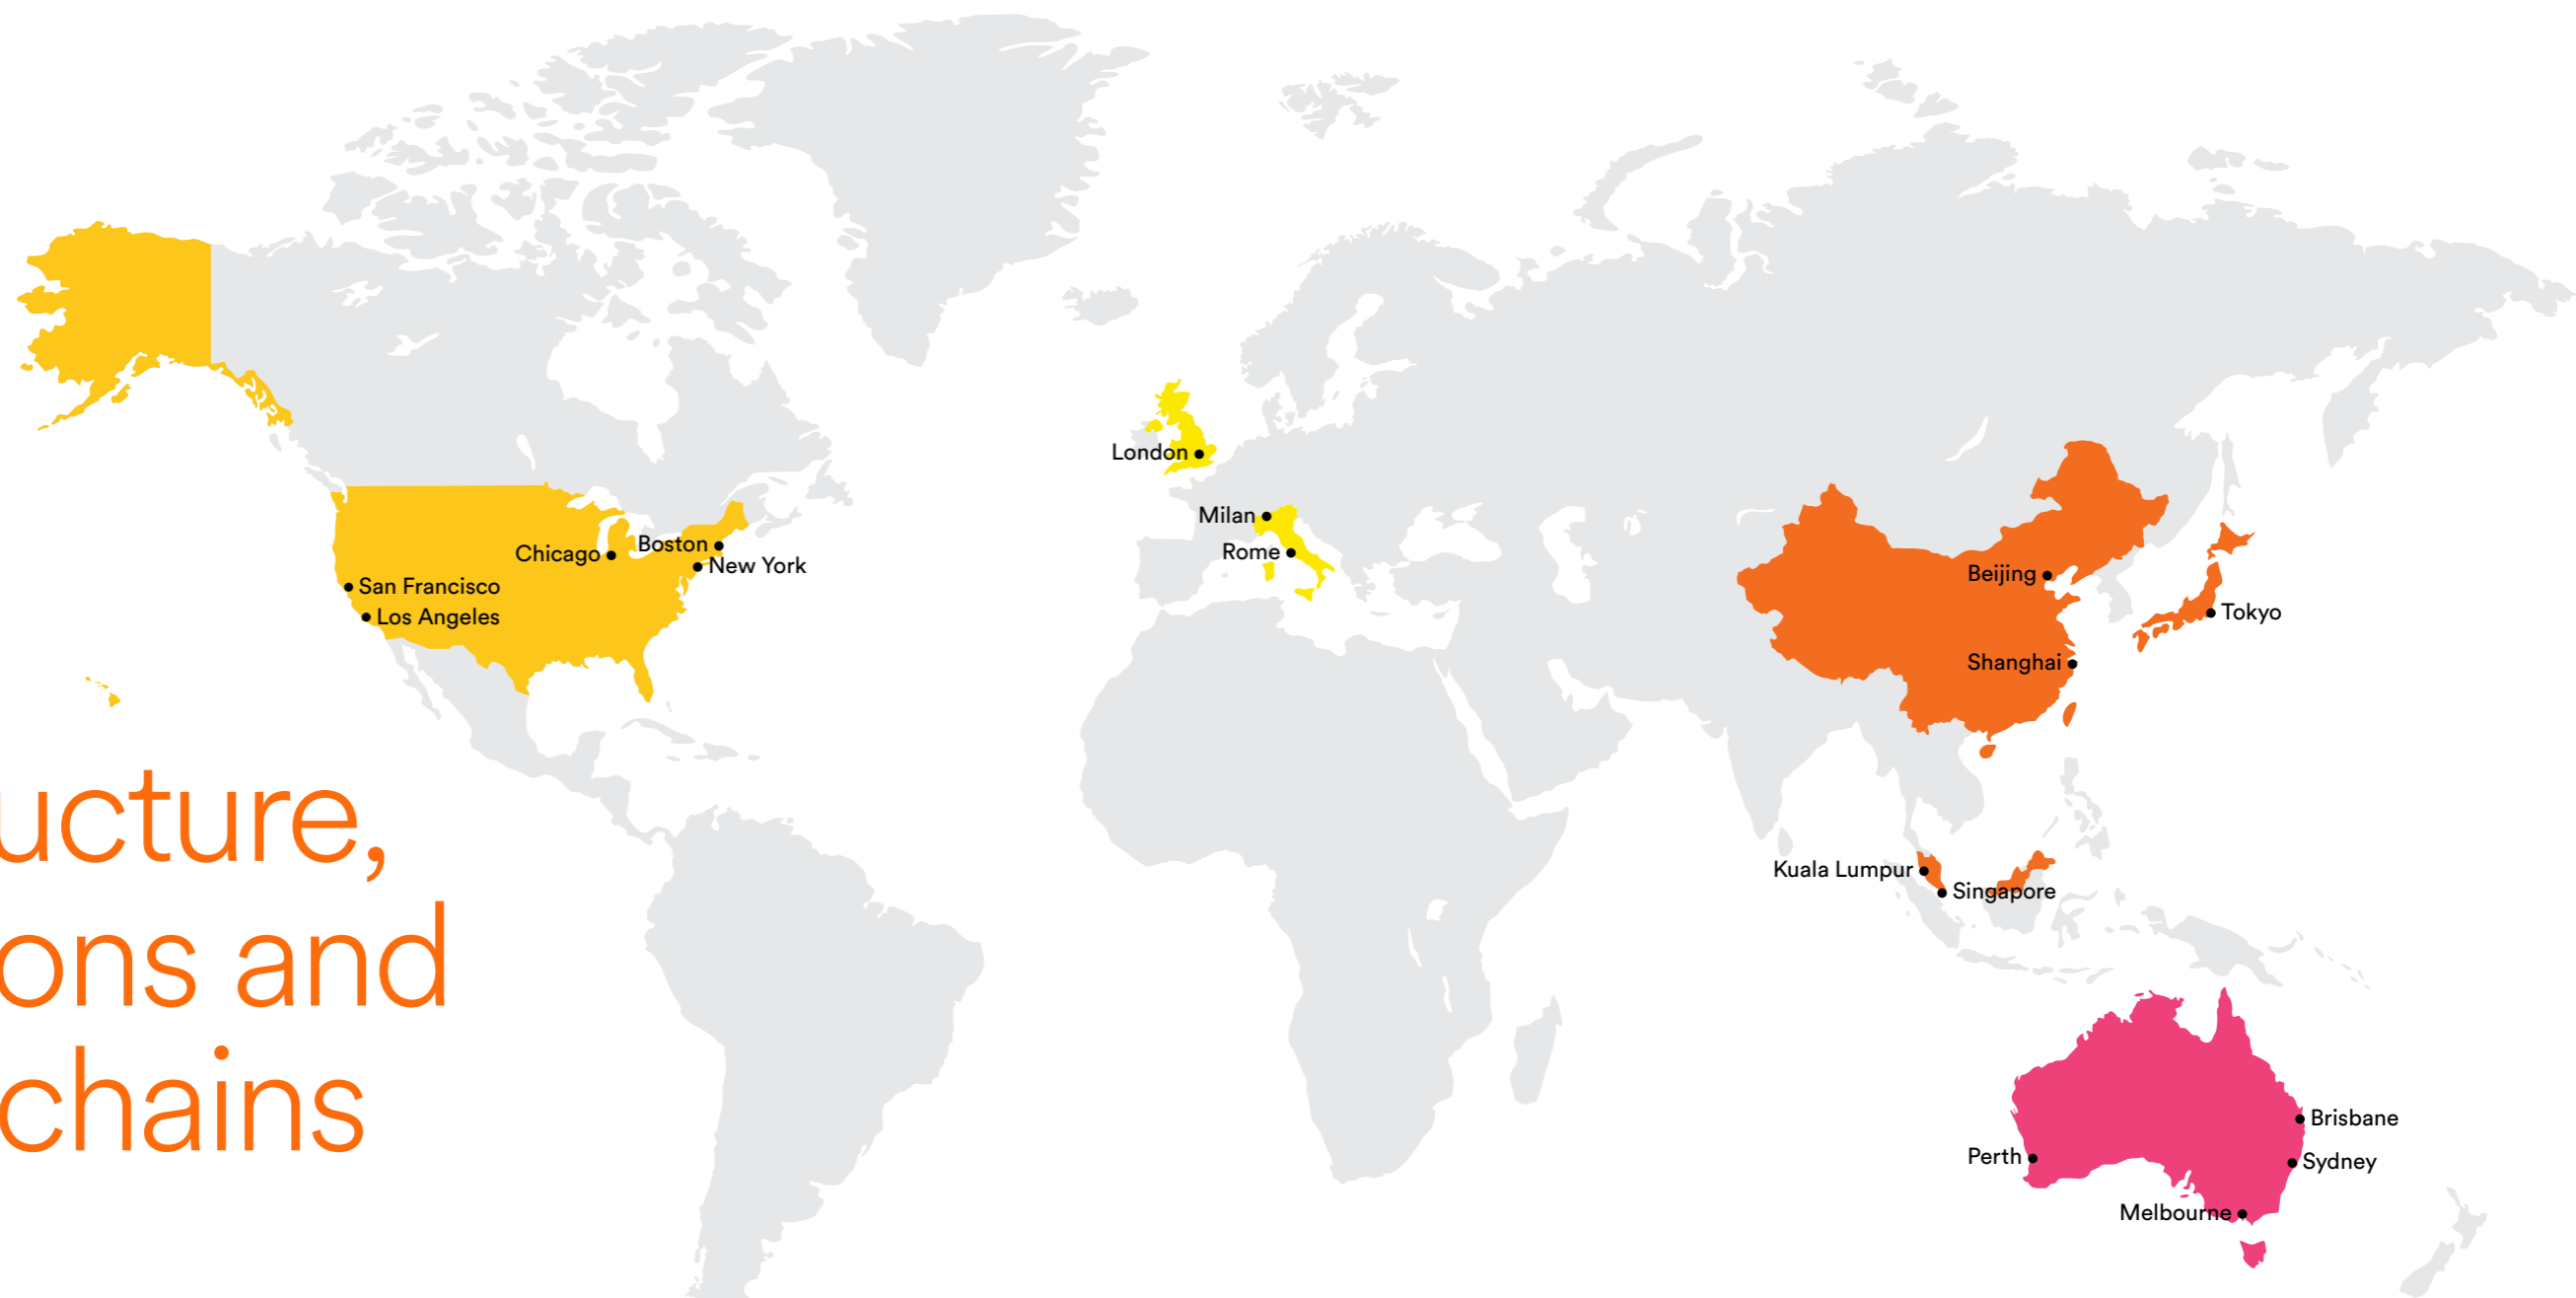 London
Milan
Rome
Chicago
Boston
New York
San Francisco
Los Angeles
Beijing
Tokyo
Shanghai
Kuala Lumpur
Singapore
Brisbane
Perth
Sydney
Melbourne
ucture,
ons and
chains